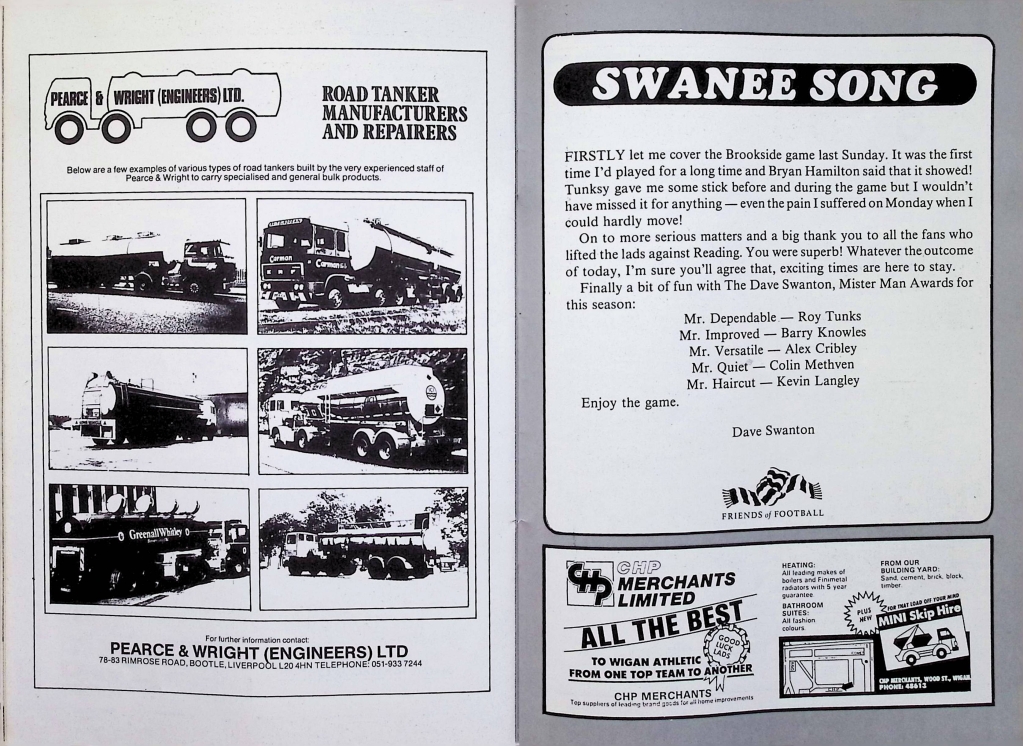 PEARCE & WRIGHT (ENGINEERS) LTD.
ROAD TANKER
MANUFACTURERS
AND REPAIRERS
Below are a few examples of various types of road tankers built by the very experienced staff of
Pearce & Wright to carry specialised and general bulk products.
Corman
Corman
Greenall Whitley
For further information contact:
PEARCE & WRIGHT (ENGINEERS) LTD
78-83 RIMROSE ROAD, BOOTLE, LIVERPOOL L20 4HN TELEPHONE: 051-933 7244
SWANEE SONG
FIRSTLY let me cover the Brookside game last Sunday. It was the first
time I'd played for a long time and Bryan Hamilton said that it showed!
Tunksy gave me some stick before and during the game but I wouldn't
have missed it for anything — even the pain I suffered on Monday when I
could hardly move!
On to more serious matters and a big thank you to all the fans who
lifted the lads against Reading. You were superb! Whatever the outcome
of today, I'm sure you'll agree that, exciting times are here to stay.
Finally a bit of fun with The Dave Swanton, Mister Man Awards for
this season:
Mr. Dependable — Roy Tunks
Mr. Improved — Barry Knowles
Mr. Versatile — Alex Cribley
Mr. Quiet — Colin Methven
Mr. Haircut — Kevin Langley
Enjoy the game.
Dave Swanton
FRIENDS of FOOTBALL
CHP
CHP
MERCHANTS
LIMITED
ALL THE BEST
GOOD
LUCK
LADS
TO WIGAN ATHLETIC
FROM ONE TOP TEAM TO ANOTHER
CHP MERCHANTS
Top suppliers of leading brand goods for all home improvements
HEATING:
All leading makes of
boilers and Finimetal
radiators with 5 year
guarantee
BATHROOM
SUITES:
All fashion
colours
FROM OUR
BUILDING YARD:
Sand, cement, brick, block,
timber
PLUS
NEW
FOR THAT LOAD OFF YOUR MIND
MINI Skip Hire
CHP MERCHANTS, WOOD ST., WIGAN.
PHONE: 45613